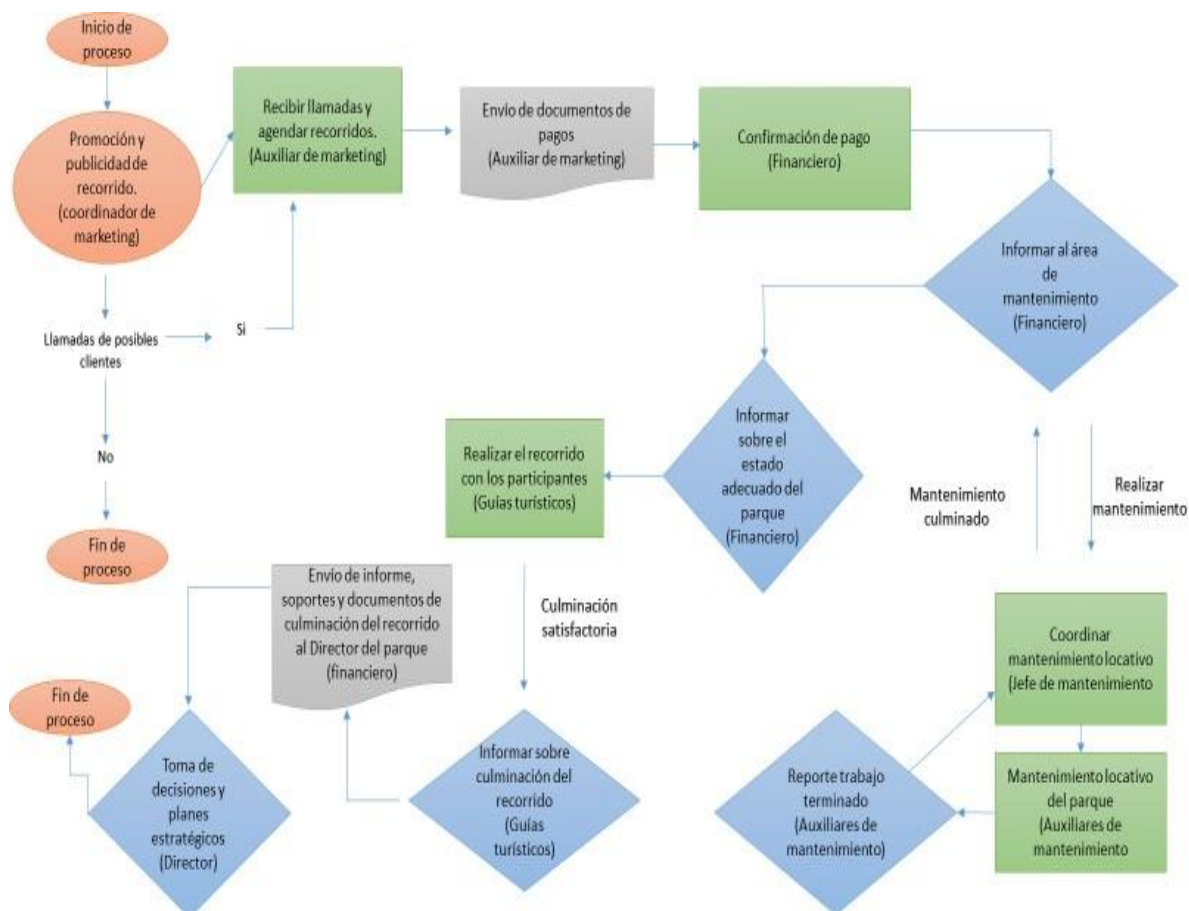 Inicio de
proceso
Promoción y
publicidad de
recorrido.
(coordinador de
marketing)
Recibir llamadas y
agendar recorridos.
(Auxiliar de marketing)
Envío de documentos de
pagos
(Auxiliar de marketing)
Confirmación de pago
(Financiero)
Informar al área
de
mantenimiento
(Financiero)
Llamadas de posibles
clientes
Si
No
Fin de
proceso
Informar
sobre el
estado
adecuado del
parque
(Financiero)
Realizar el recorrido
con los participantes
(Guías turísticos)
Mantenimiento
culminado
Realizar
mantenimiento
Envío de informe,
soportes y documentos de
culminación del recorrido
al Director del parque
(financiero)
Culminación
satisfactoria
Coordinar
mantenimiento locativo
(Jefe de mantenimiento
Fin de
proceso
Toma de
decisiones y
planes
estratégicos
(Director)
Informar sobre
culminación del
recorrido
(Guías
turísticos)
Reporte trabajo
terminado
(Auxiliares de
mantenimiento)
Mantenimiento locativo
del parque
(Auxiliares de
mantenimiento